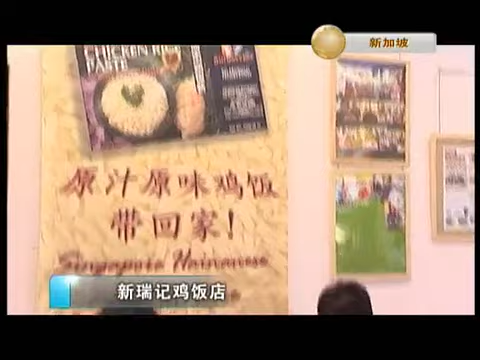 新加坡
CHICKEN RICE
PASTE
原汁原味鸡饭
带回家!
Singapore Hainanese
新瑞记鸡饭店